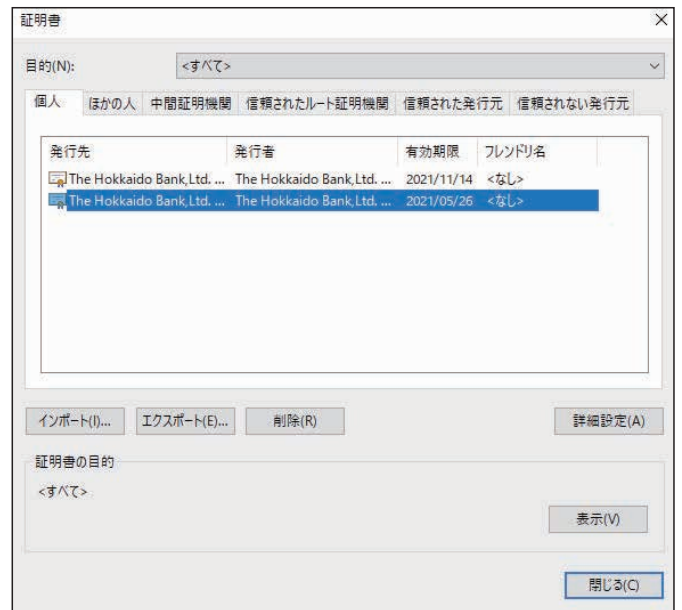 証明書
目的(N): <すべて>
個人 ほかの人 中間証明機関 信頼されたルート証明機関 信頼された発行元 信頼されない発行元
発行先 発行者 有効期限 フレンドリ名
The Hokkaido Bank,Ltd. ... The Hokkaido Bank,Ltd. ... 2021/11/14 <なし>
The Hokkaido Bank,Ltd. ... The Hokkaido Bank,Ltd. ... 2021/05/26 <なし>
インポート(I)... エクスポート(E)... 削除(R) 詳細設定(A)
証明書の目的
<すべて>
表示(V)
閉じる(C)